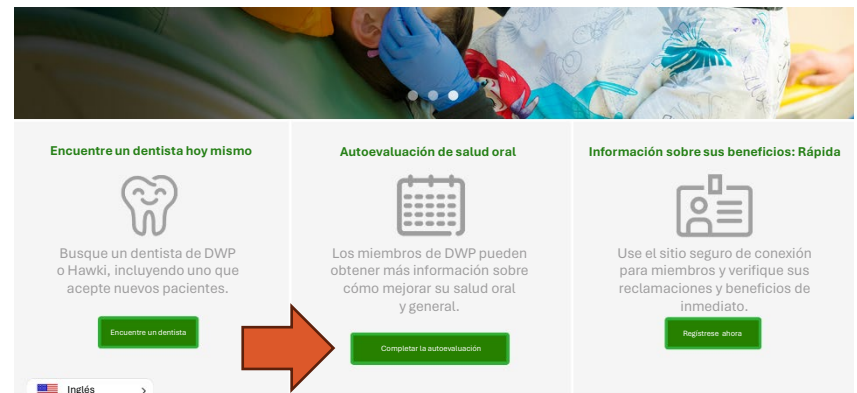 Encuentre un dentista hoy mismo
Busque un dentista de DWP
o Hawki, incluyendo uno que
acepte nuevos pacientes.
Encuentre un dentista
Autoevaluación de salud oral
Los miembros de DWP pueden
obtener más información sobre
cómo mejorar su salud oral
y general.
Completar la autoevaluación
Información sobre sus beneficios: Rápida
Use el sitio seguro de conexión
para miembros y verifique sus
reclamaciones y beneficios de
inmediato.
Regístrese ahora
Inglés